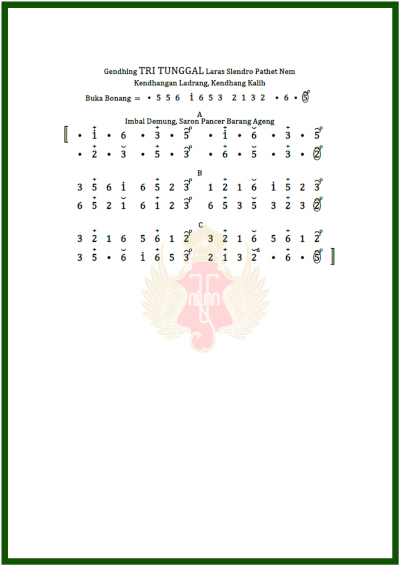 Gendhing TRI TUNGGAL Laras Slendro Pathet Nem
Kendhangan Ladrang, Kendhang Kalih
Buka Bonang = • 5 5 6 i 6 5 3 2 1 3 2 • 6 • 5
A
Imbal Demung, Saron Pancer Barang Ageng
[ • i • 6 • 3 • 5 • i • 6 • 3 • 5
• 2 • 3 • 5 • 3 • 6 • 5 • 3 • 2
B
3 5 6 i 6 5 2 3 1 2 1 6 i 5 2 3
6 5 2 1 6 1 2 3 6 5 3 5 3 2 3 2
C
3 2 1 6 5 6 1 2 3 2 1 6 5 6 1 2
3 5 • 6 i 6 5 3 2 1 3 2 6 • 6 • 5 ]